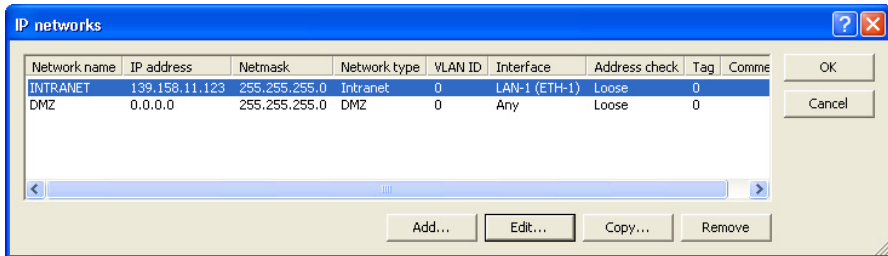 IP networks
Network name IP address Netmask Network type VLAN ID Interface Address check Tag Comme OK
INTRANET 139.158.11.123 255.255.255.0 Intranet 0 LAN-1 (ETH-1) Loose 0
DMZ 0.0.0.0 255.255.255.0 DMZ 0 Any Loose 0
Cancel
Add... Edit... Copy... Remove